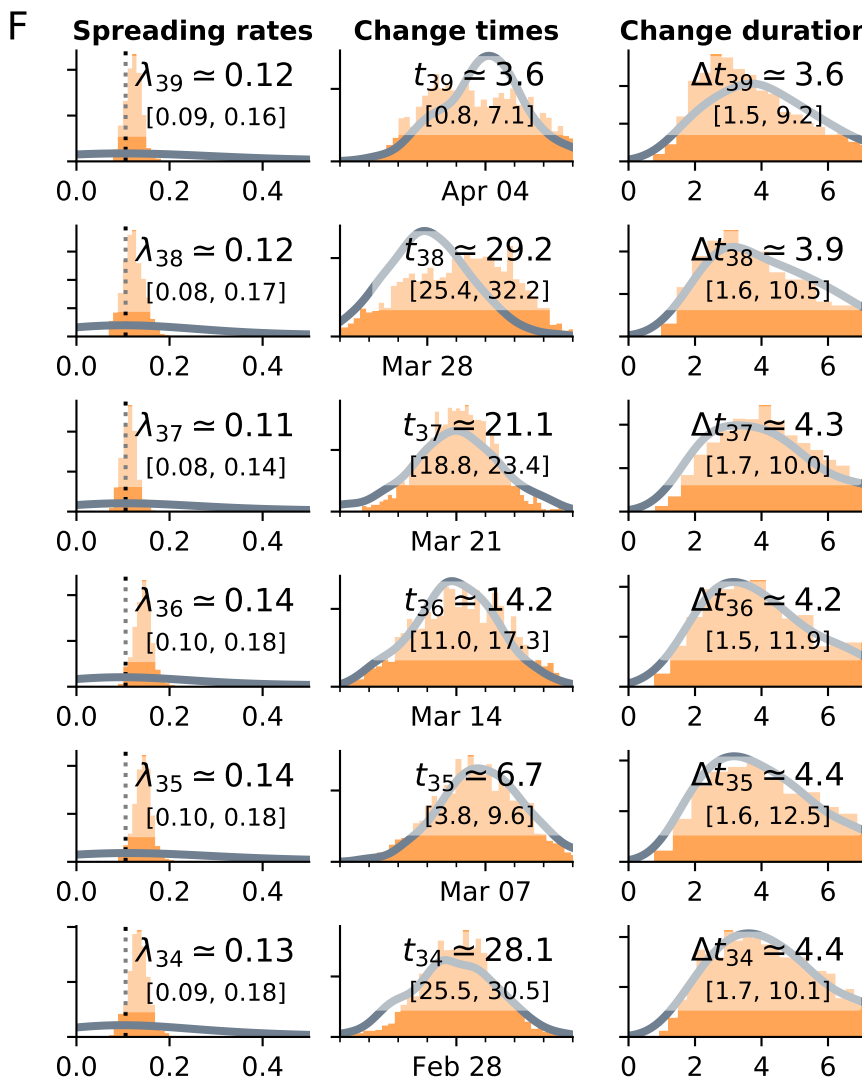 F
Spreading rates Change times Change duration
λ39 ≃ 0.12 t39 ≃ 3.6 Δt39 ≃ 3.6
[0.09, 0.16] [0.8, 7.1] [1.5, 9.2]
0.0 0.2 0.4 Apr 04 0 2 4 6
λ38 ≃ 0.12 t38 ≃ 29.2 Δt38 ≃ 3.9
[0.08, 0.17] [25.4, 32.2] [1.6, 10.5]
0.0 0.2 0.4 Mar 28 0 2 4 6
λ37 ≃ 0.11 t37 ≃ 21.1 Δt37 ≃ 4.3
[0.08, 0.14] [18.8, 23.4] [1.7, 10.0]
0.0 0.2 0.4 Mar 21 0 2 4 6
λ36 ≃ 0.14 t36 ≃ 14.2 Δt36 ≃ 4.2
[0.10, 0.18] [11.0, 17.3] [1.5, 11.9]
0.0 0.2 0.4 Mar 14 0 2 4 6
λ35 ≃ 0.14 t35 ≃ 6.7 Δt35 ≃ 4.4
[0.10, 0.18] [3.8, 9.6] [1.6, 12.5]
0.0 0.2 0.4 Mar 07 0 2 4 6
λ34 ≃ 0.13 t34 ≃ 28.1 Δt34 ≃ 4.4
[0.09, 0.18] [25.5, 30.5] [1.7, 10.1]
0.0 0.2 0.4 Feb 28 0 2 4 6